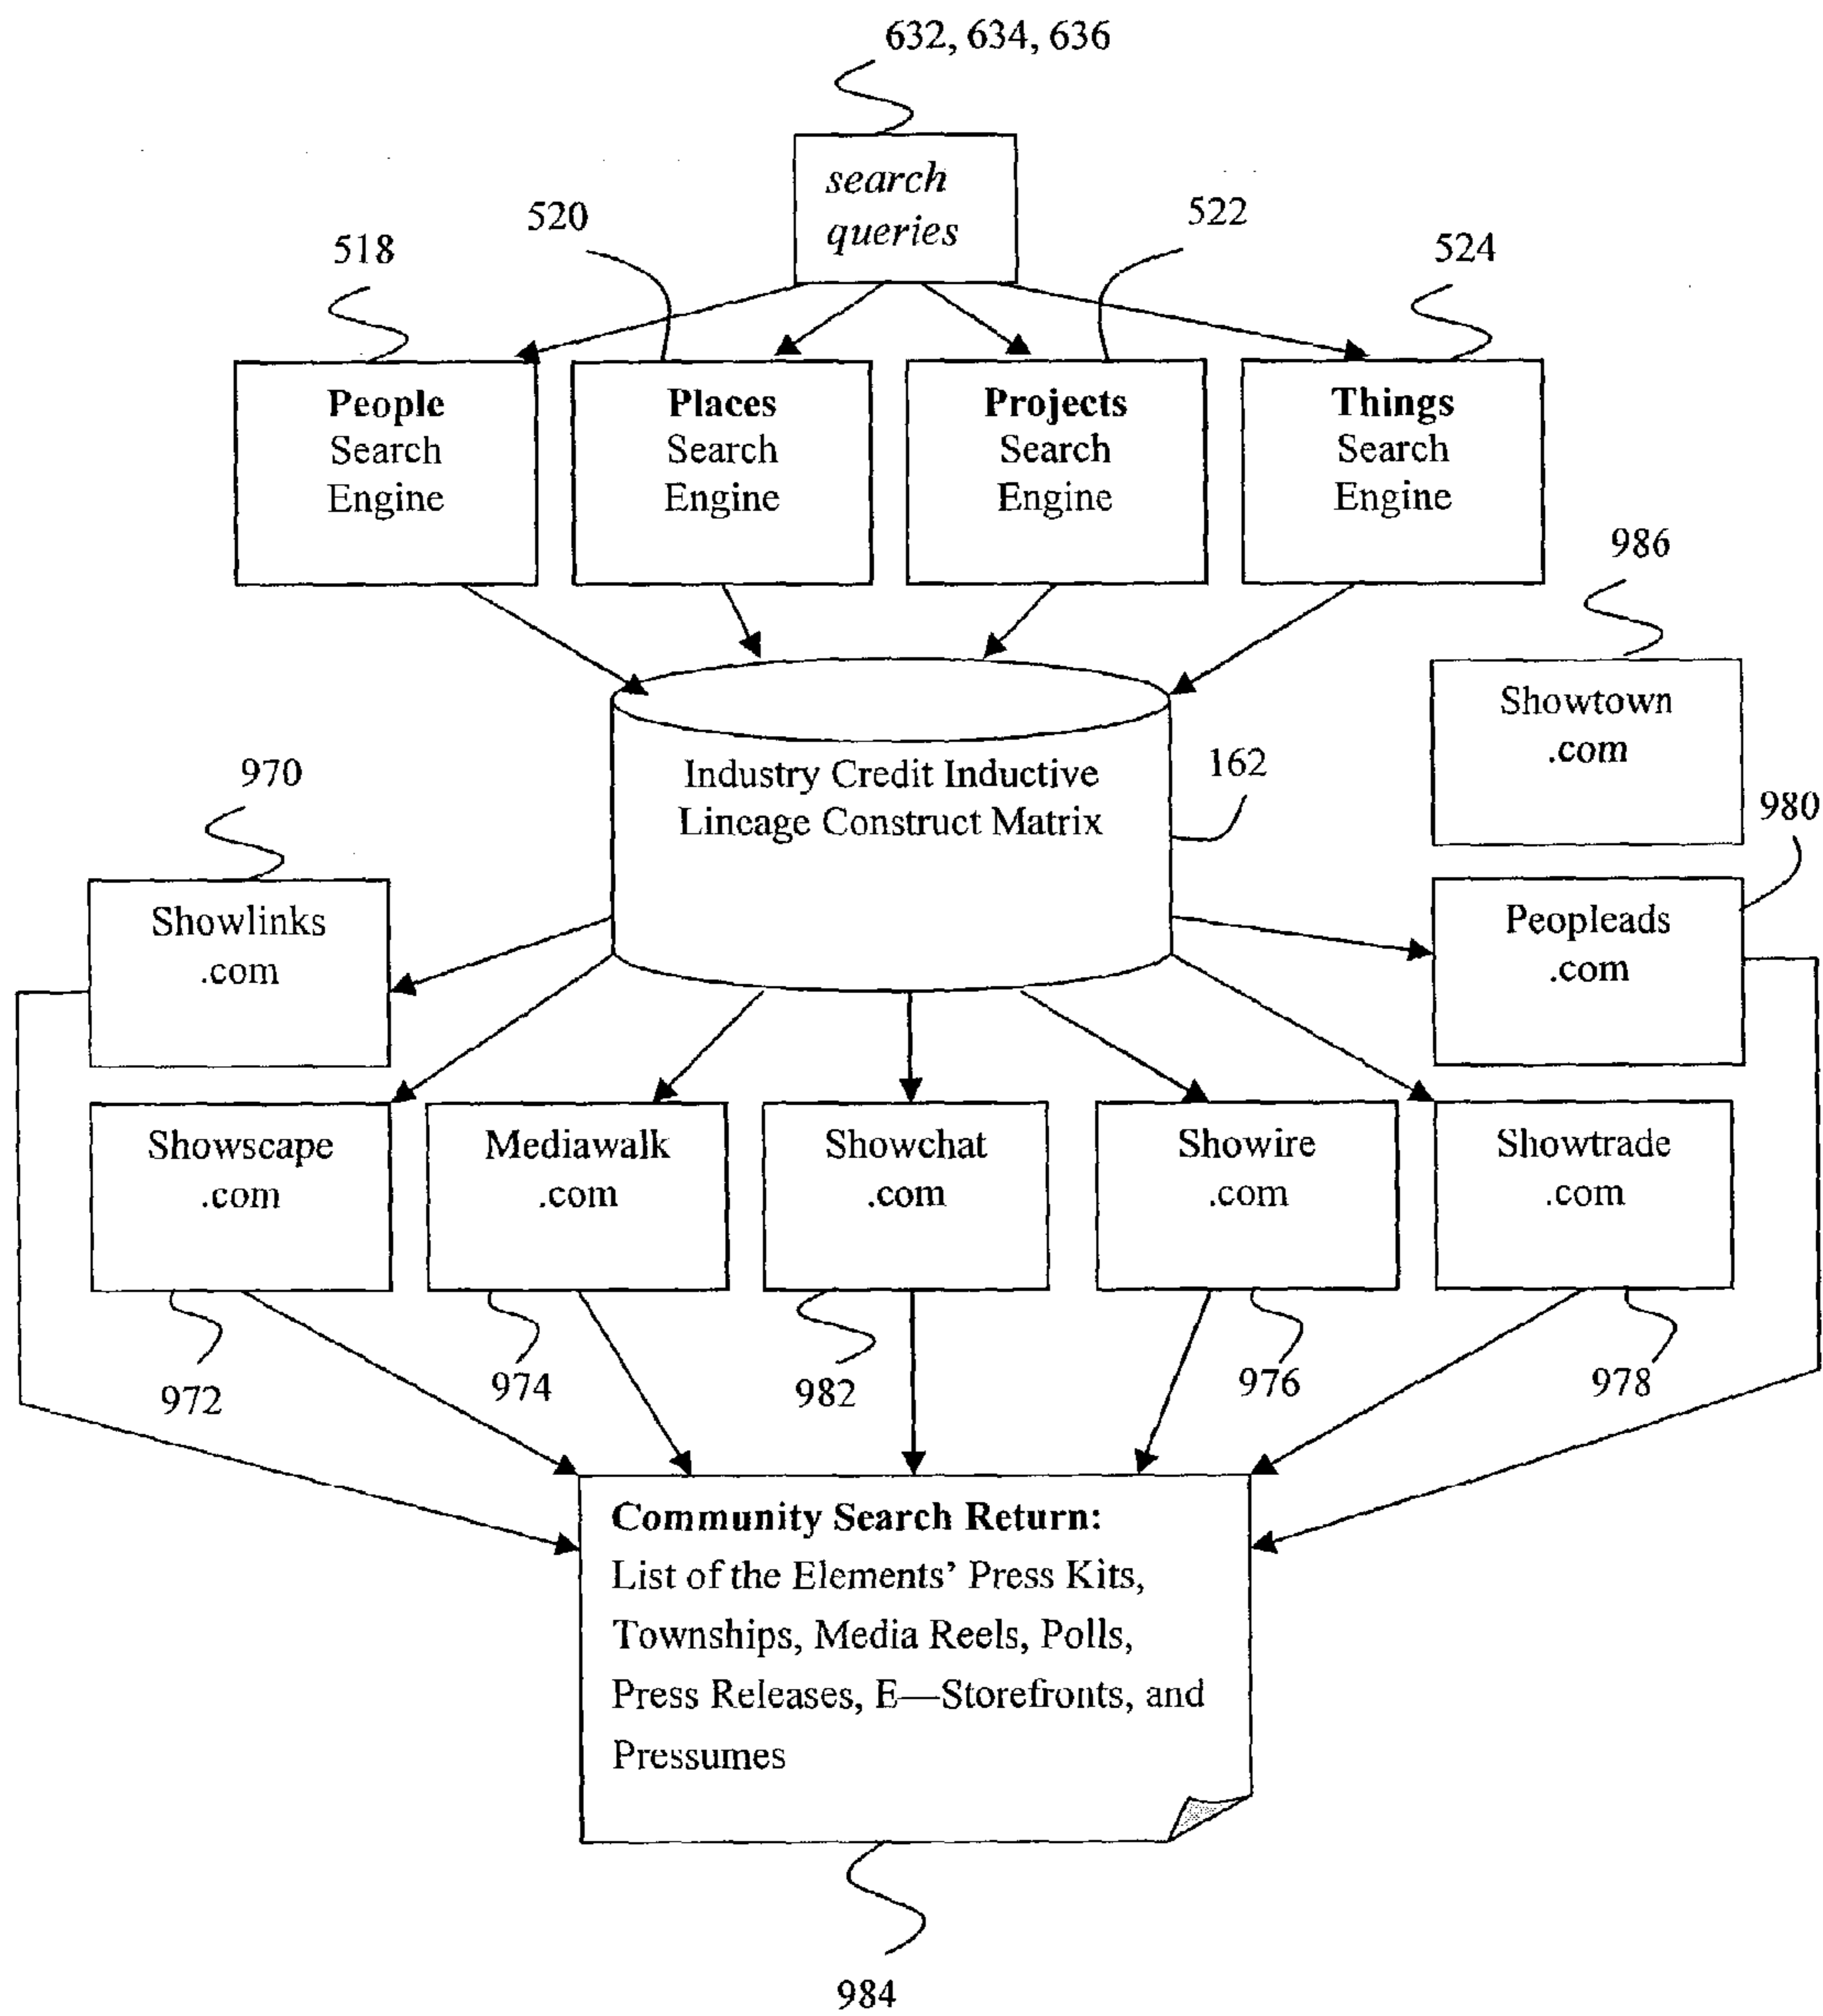 632, 634, 636
search
queries
518
520
522
524
People
Search
Engine
Places
Search
Engine
Projects
Search
Engine
Things
Search
Engine
986
Showtown
.com
Industry Credit Inductive
Lineage Construct Matrix
162
970
980
Showlinks
.com
Peopleads
.com
Showscape
.com
Mediawalk
.com
Showchat
.com
Showire
.com
Showtrade
.com
972
974
982
976
978
Community Search Return:
List of the Elements’ Press Kits,
Townships, Media Reels, Polls,
Press Releases, E—Storefronts, and
Pressumes
984